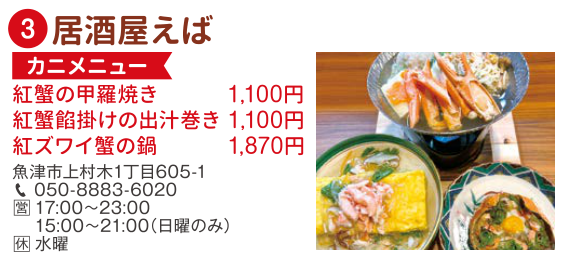 3 居酒屋えば
カニメニュー
紅蟹の甲羅焼き 1,100円
紅蟹餡掛けの出汁巻き 1,100円
紅ズワイ蟹の鍋 1,870円
魚津市上村木1丁目605-1
050-8883-6020
営 17:00〜23:00
15:00〜21:00(日曜のみ)
休 水曜